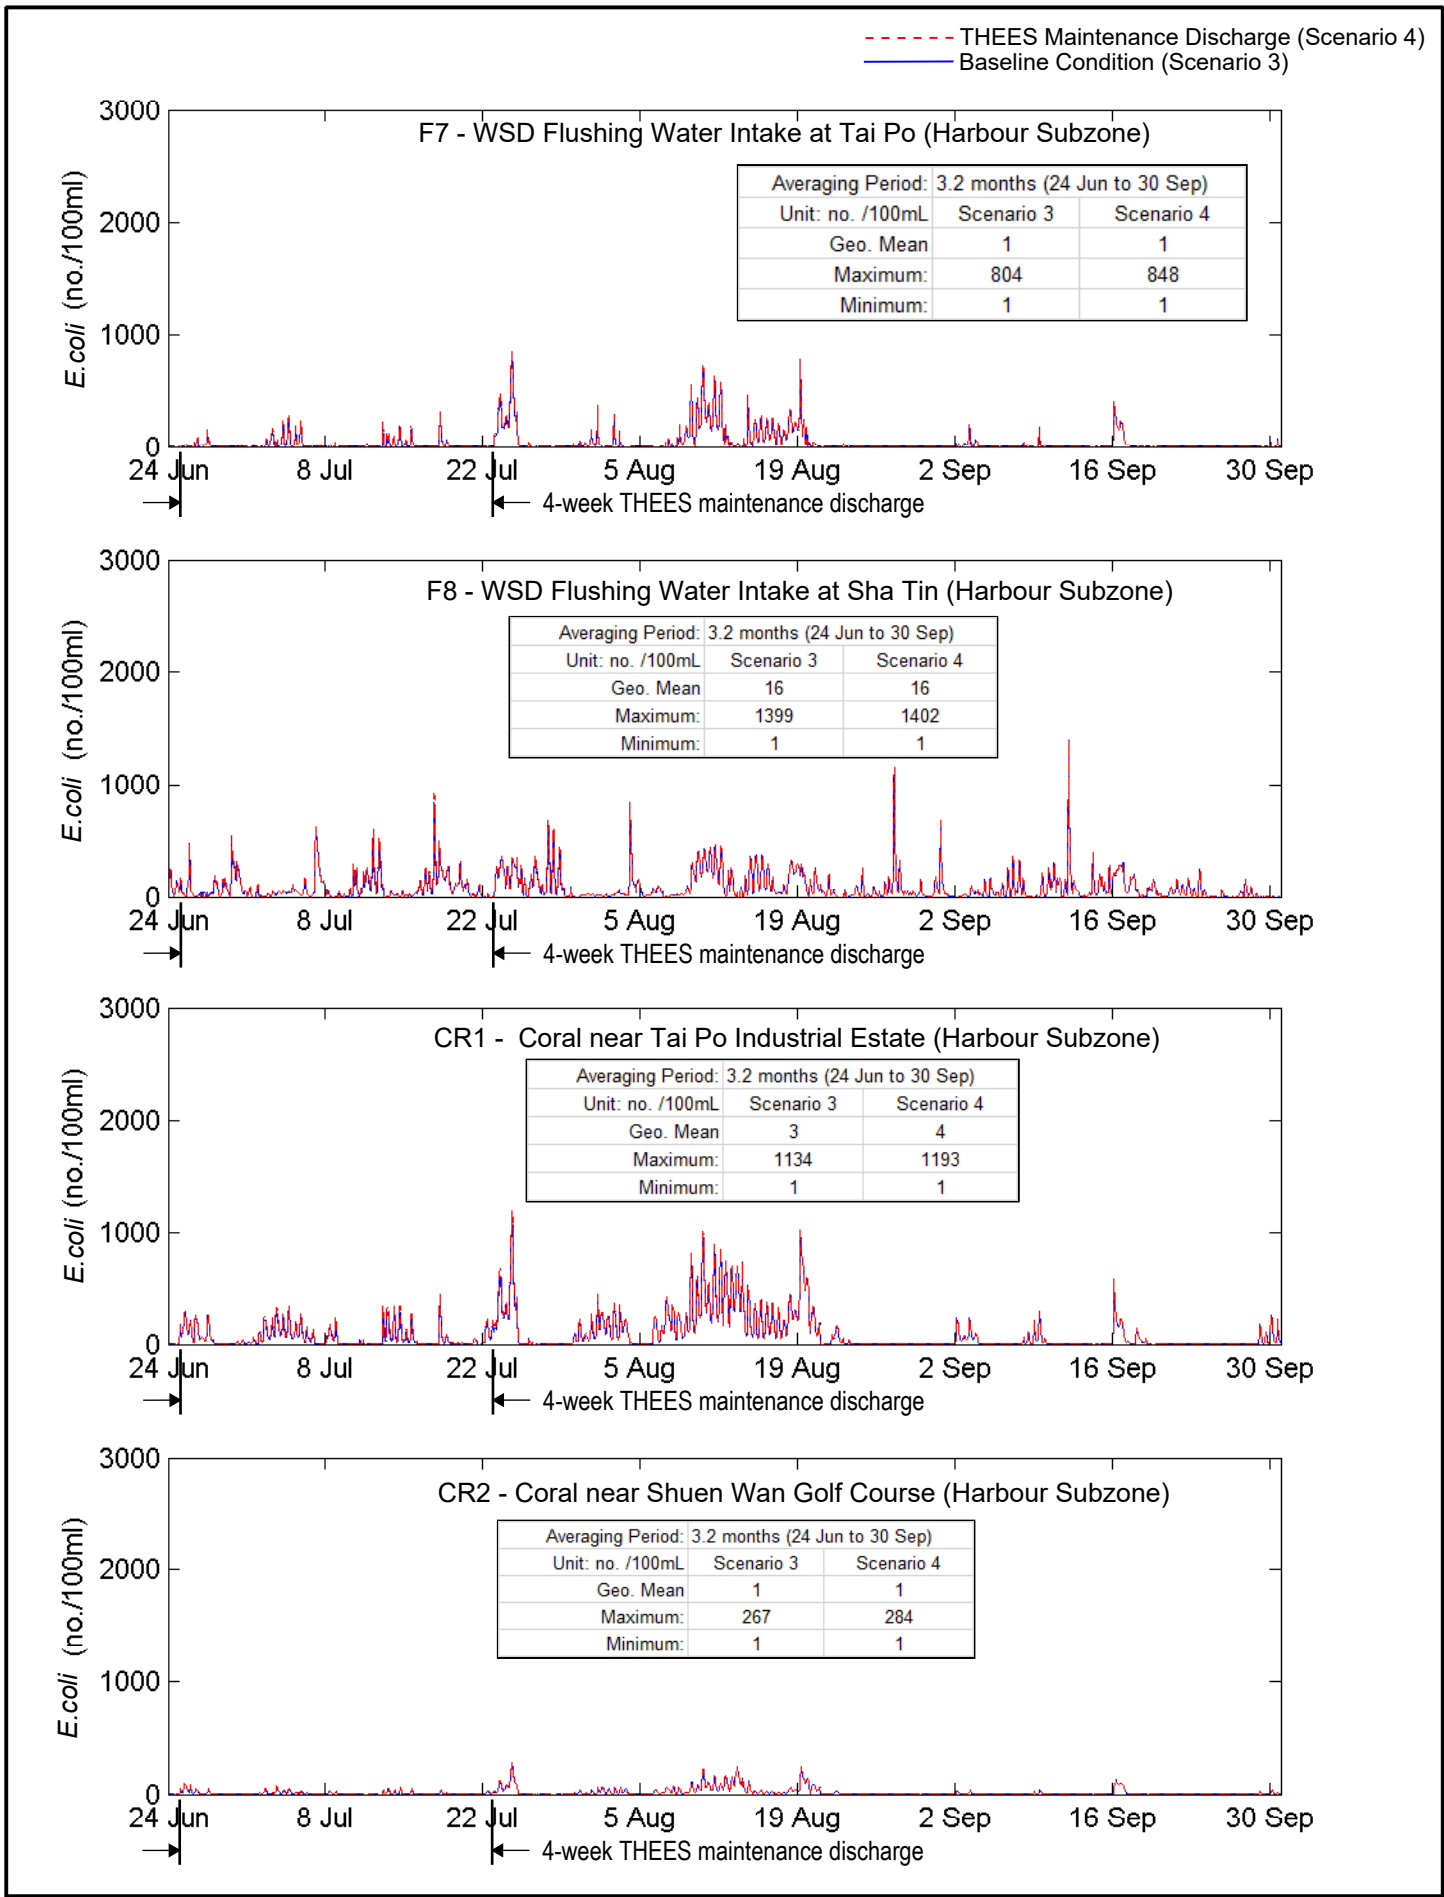 THEES Maintenance Discharge (Scenario 4)
Baseline Condition (Scenario 3)
F7 - WSD Flushing Water Intake at Tai Po (Harbour Subzone)
Averaging Period: 3.2 months (24 Jun to 30 Sep)
Unit: no. /100mL Scenario 3 Scenario 4
Geo. Mean 1 1
Maximum: 804 848
Minimum: 1 1
E.coli (no./100ml)
3000
2000
1000
0
24 Jun 8 Jul 22 Jul 5 Aug 19 Aug 2 Sep 16 Sep 30 Sep
4-week THEES maintenance discharge
F8 - WSD Flushing Water Intake at Sha Tin (Harbour Subzone)
Averaging Period: 3.2 months (24 Jun to 30 Sep)
Unit: no. /100mL Scenario 3 Scenario 4
Geo. Mean 16 16
Maximum: 1399 1402
Minimum: 1 1
E.coli (no./100ml)
3000
2000
1000
0
24 Jun 8 Jul 22 Jul 5 Aug 19 Aug 2 Sep 16 Sep 30 Sep
4-week THEES maintenance discharge
CR1 - Coral near Tai Po Industrial Estate (Harbour Subzone)
Averaging Period: 3.2 months (24 Jun to 30 Sep)
Unit: no. /100mL Scenario 3 Scenario 4
Geo. Mean 3 4
Maximum: 1134 1193
Minimum: 1 1
E.coli (no./100ml)
3000
2000
1000
0
24 Jun 8 Jul 22 Jul 5 Aug 19 Aug 2 Sep 16 Sep 30 Sep
4-week THEES maintenance discharge
CR2 - Coral near Shuen Wan Golf Course (Harbour Subzone)
Averaging Period: 3.2 months (24 Jun to 30 Sep)
Unit: no. /100mL Scenario 3 Scenario 4
Geo. Mean 1 1
Maximum: 267 284
Minimum: 1 1
E.coli (no./100ml)
3000
2000
1000
0
24 Jun 8 Jul 22 Jul 5 Aug 19 Aug 2 Sep 16 Sep 30 Sep
4-week THEES maintenance discharge